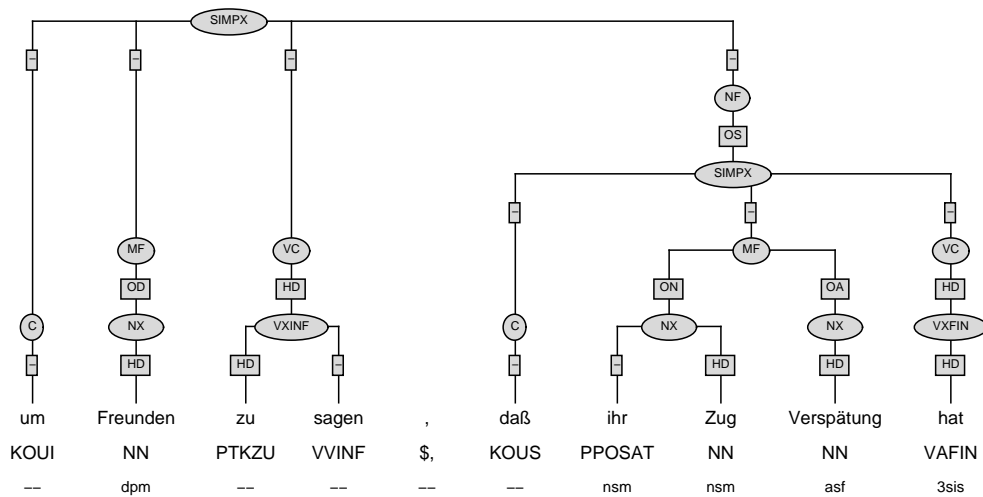 SIMPX
– – – –
NF
OS
SIMPX
– – –
MF VC MF VC
OD HD ON OA HD
C NX VXINF C NX NX VXFIN
– HD HD – – – HD HD HD
um Freunden zu sagen , daß ihr Zug Verspätung hat
KOUI NN PTKZU VVINF $, KOUS PPOSAT NN NN VAFIN
–– dpm –– –– –– –– nsm nsm asf 3sis